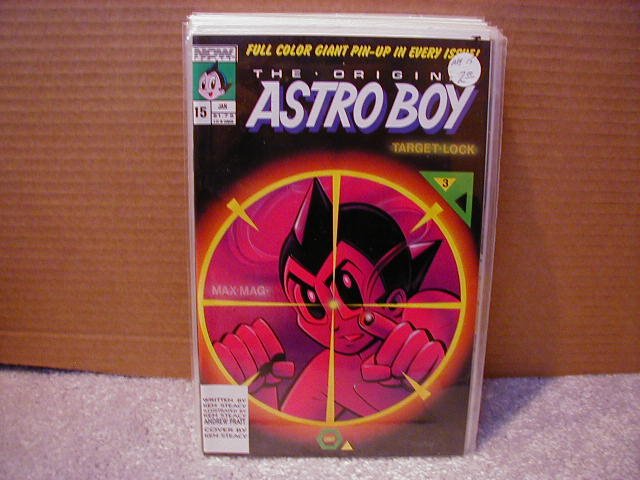 FULL COLOR GIANT PIN-UP IN EVERY ISSUE!
NOW
THE · ORIGIN
ASTRO BOY
15
JAN
$1.75
TARGET·LOCK
3
MAX·MAG·
WRITTEN BY
KEN STEACY
ILLUSTRATED BY
KEN STEACY
ANDREW PRATT
COVER BY
KEN STEACY